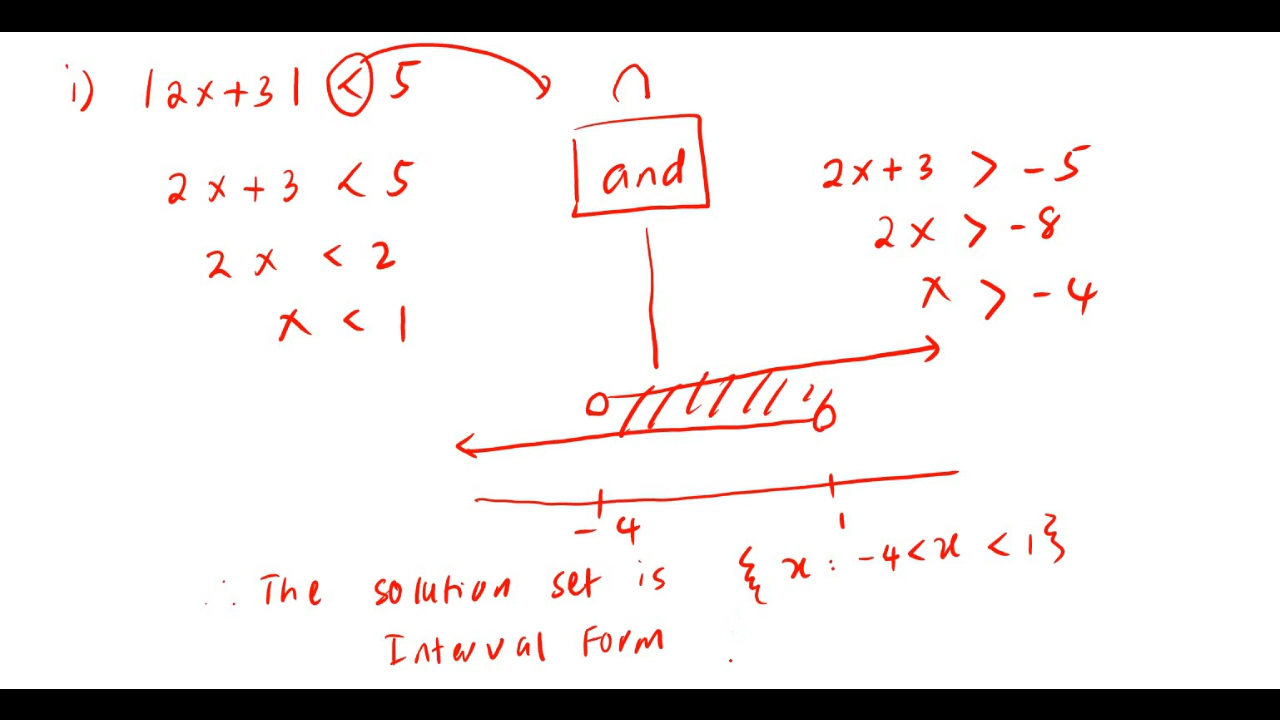 i) |2x+3| < 5 ∩
and
2x+3 < 5
2x < 2
x < 1
2x+3 > -5
2x > -8
x > -4
-4 1
∴ The solution set is {x : -4<x<1}
Interval Form